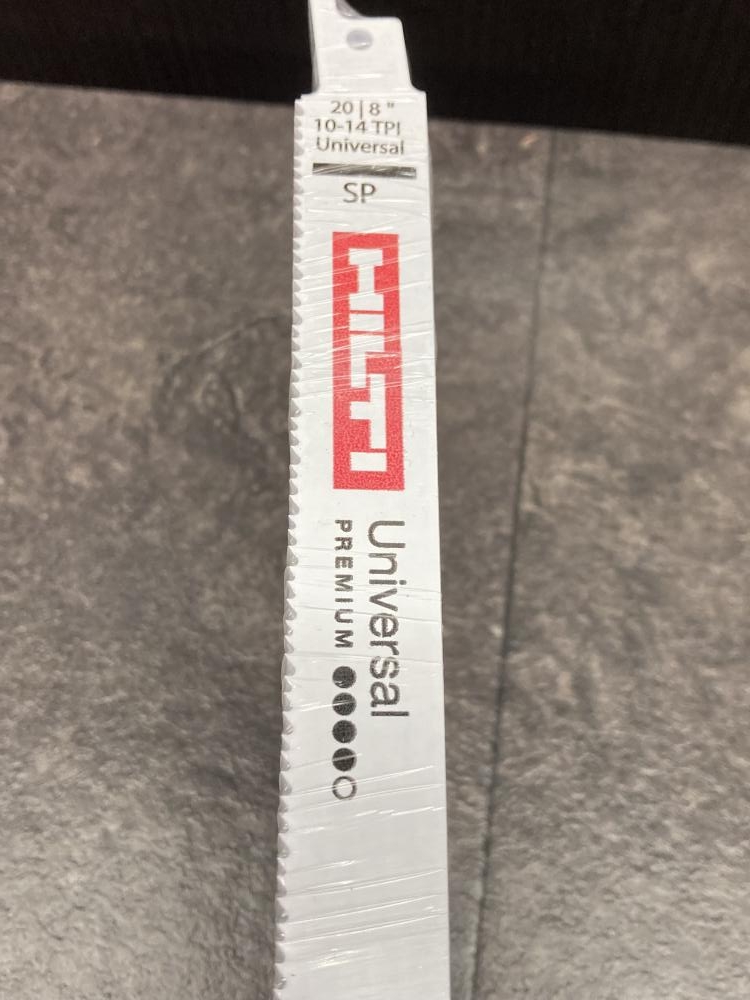 20 | 8 "
10-14 TPI
Universal
SP
HILTI
Universal
PREMIUM